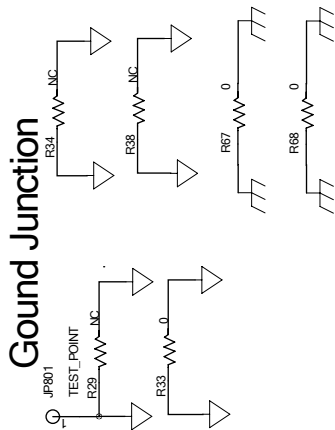 Gound Junction
JP801
1
TEST_POINT
R29
NC
R33
0
R34
NC
R38
NC
R67
0
R68
0